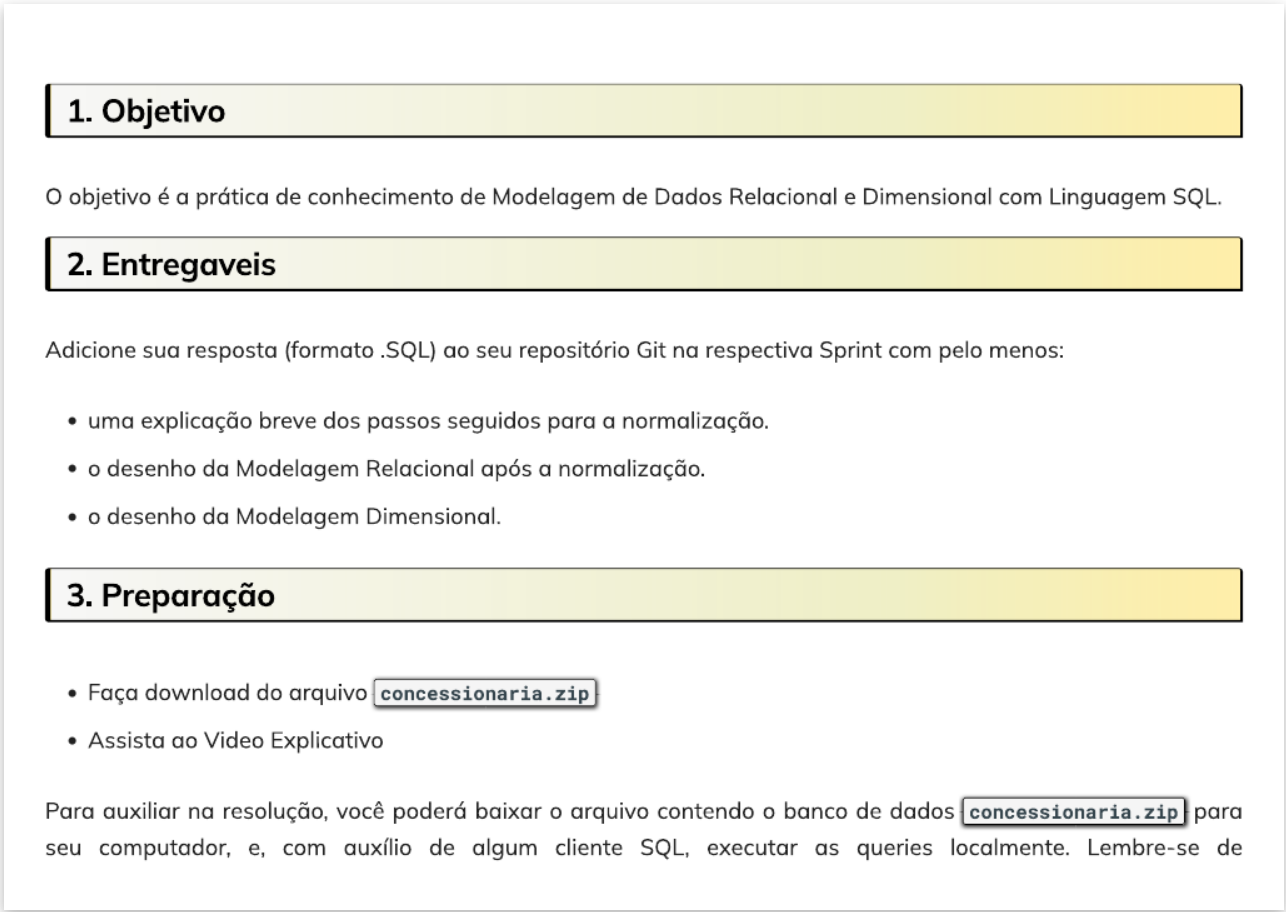 1. Objetivo
O objetivo é a prática de conhecimento de Modelagem de Dados Relacional e Dimensional com Linguagem SQL.
2. Entregaveis
Adicione sua resposta (formato .SQL) ao seu repositório Git na respectiva Sprint com pelo menos:
• uma explicação breve dos passos seguidos para a normalização.
• o desenho da Modelagem Relacional após a normalização.
• o desenho da Modelagem Dimensional.
3. Preparação
• Faça download do arquivo concessionaria.zip
• Assista ao Video Explicativo
Para auxiliar na resolução, você poderá baixar o arquivo contendo o banco de dados concessionaria.zip para
seu computador, e, com auxílio de algum cliente SQL, executar as queries localmente. Lembre-se de